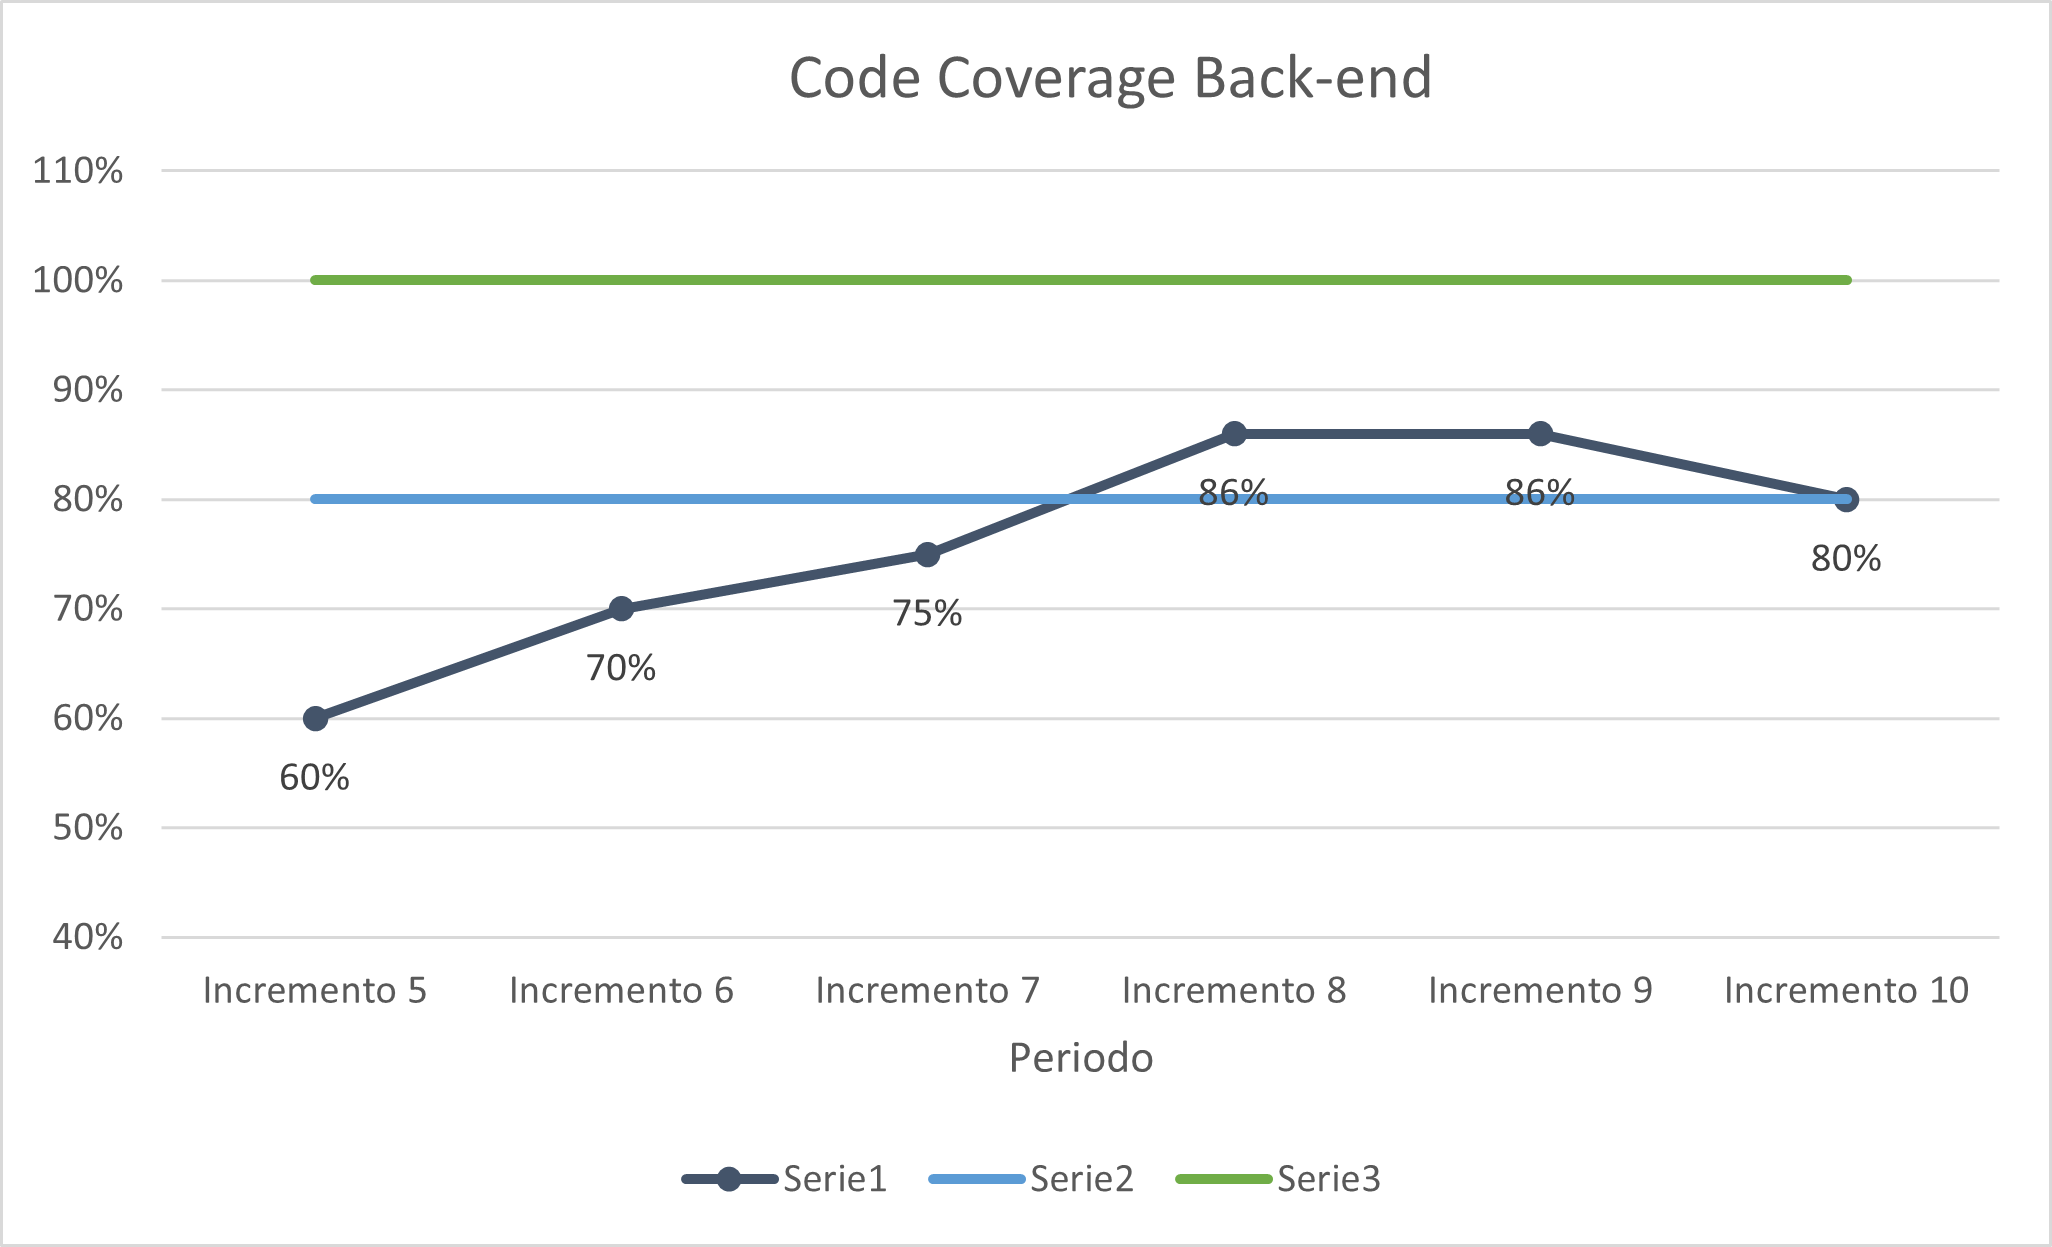 Code Coverage Back-end
110%
100%
90%
80%
70%
60%
50%
40%
60%
70%
75%
86%
86%
80%
Incremento 5
Incremento 6
Incremento 7
Incremento 8
Incremento 9
Incremento 10
Periodo
Serie1
Serie2
Serie3